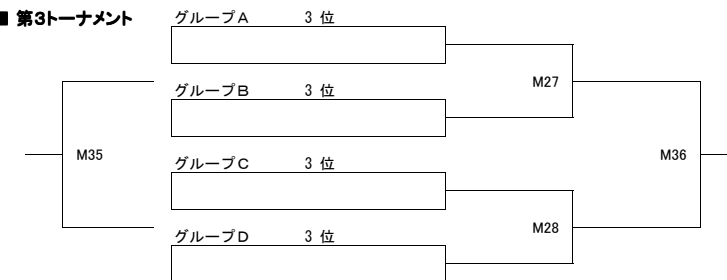 ■ 第3トーナメント
グループA 3 位
M27
グループB 3 位
M35
M36
グループC 3 位
M28
グループD 3 位